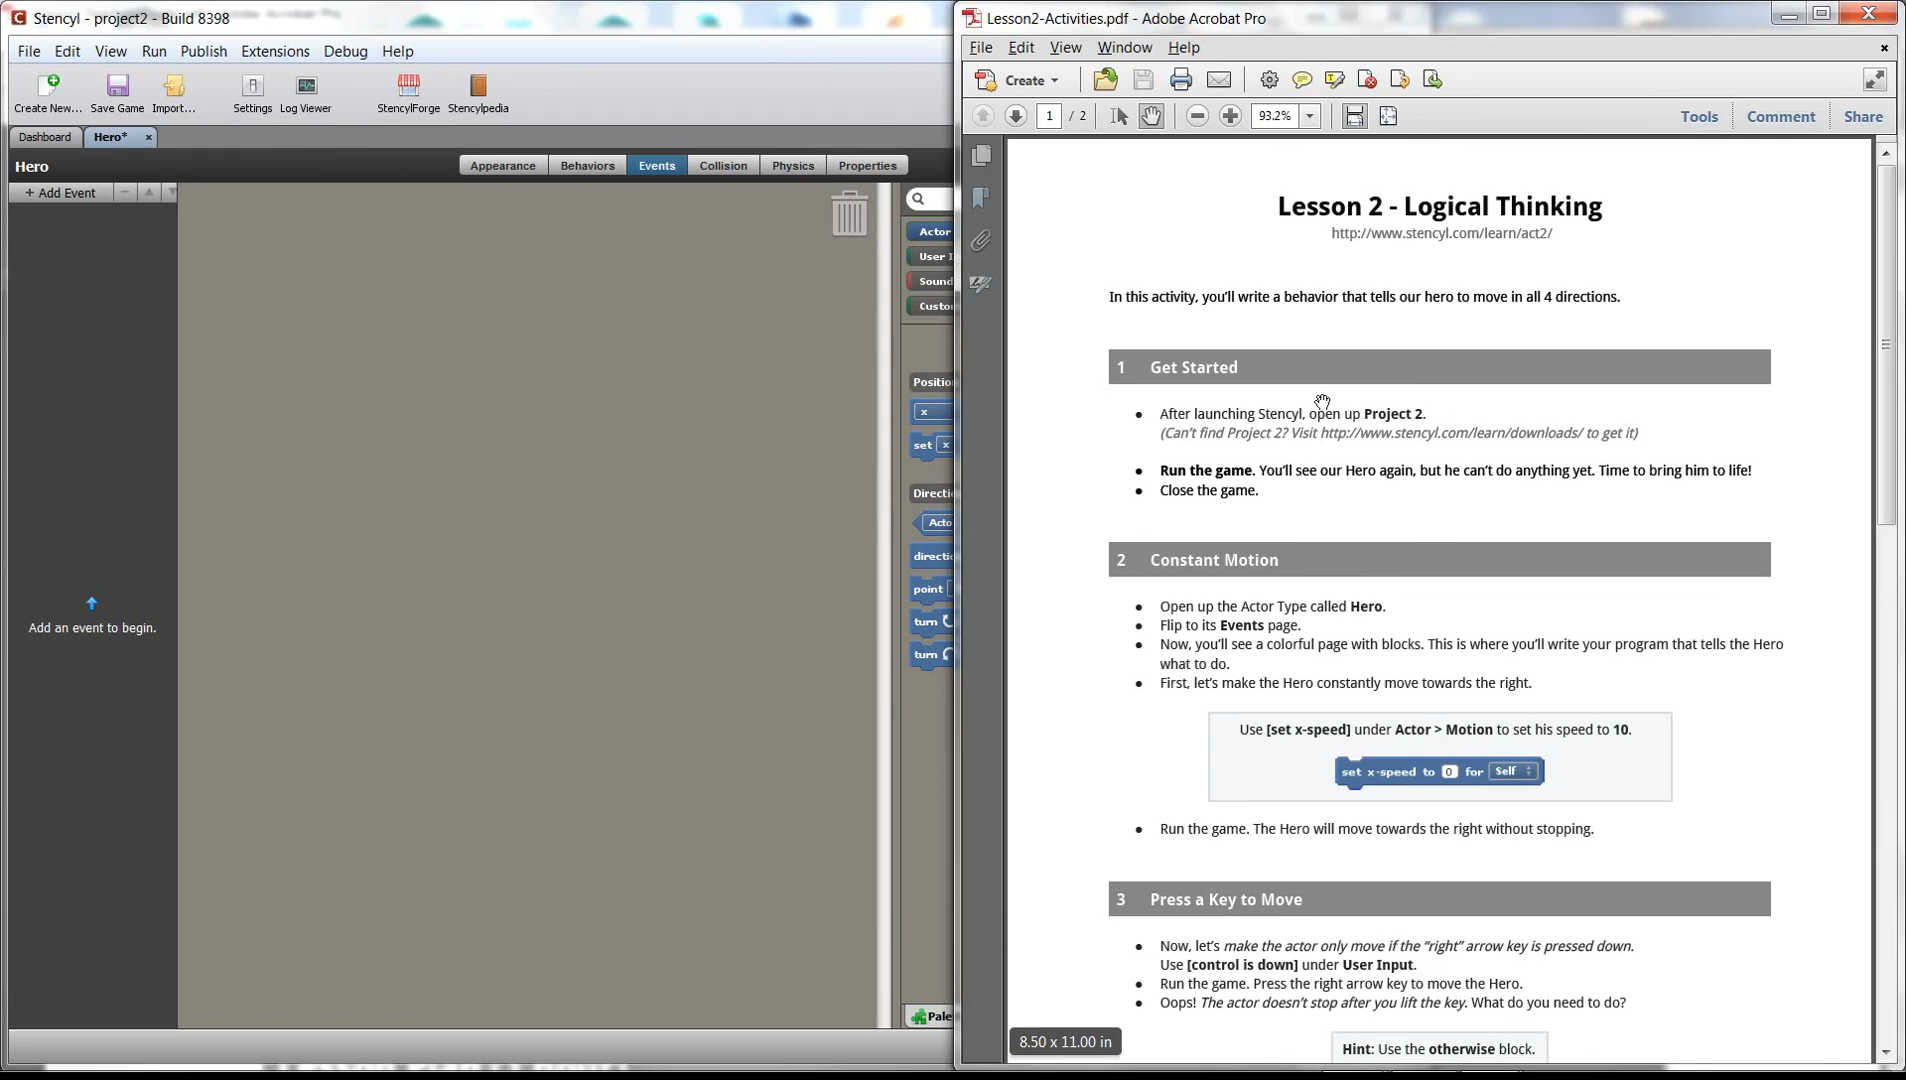 Stencyl - project2 - Build 8398
File Edit View Run Publish Extensions Debug Help
Create New... Save Game Import... Settings Log Viewer StencylForge Stencylpedia
Dashboard Hero*
Hero
Appearance Behaviors Events Collision Physics Properties
+ Add Event
Add an event to begin.
Actor
User I
Sound
Custo
Positio
x
set x
Directi
Acto
directi
point
turn
turn
Pale
Lesson2-Activities.pdf - Adobe Acrobat Pro
File Edit View Window Help
Create
1 / 2 93.2% Tools Comment Share
Lesson 2 - Logical Thinking
http://www.stencyl.com/learn/act2/
In this activity, you'll write a behavior that tells our hero to move in all 4 directions.
1 Get Started
• After launching Stencyl, open up Project 2.
(Can't find Project 2? Visit http://www.stencyl.com/learn/downloads/ to get it)
• Run the game. You'll see our Hero again, but he can't do anything yet. Time to bring him to life!
• Close the game.
2 Constant Motion
• Open up the Actor Type called Hero.
• Flip to its Events page.
• Now, you'll see a colorful page with blocks. This is where you'll write your program that tells the Hero
what to do.
• First, let's make the Hero constantly move towards the right.
Use [set x-speed] under Actor > Motion to set his speed to 10.
set x-speed to 0 for Self
• Run the game. The Hero will move towards the right without stopping.
3 Press a Key to Move
• Now, let's make the actor only move if the "right" arrow key is pressed down.
Use [control is down] under User Input.
• Run the game. Press the right arrow key to move the Hero.
• Oops! The actor doesn't stop after you lift the key. What do you need to do?
Hint: Use the otherwise block.
8.50 x 11.00 in